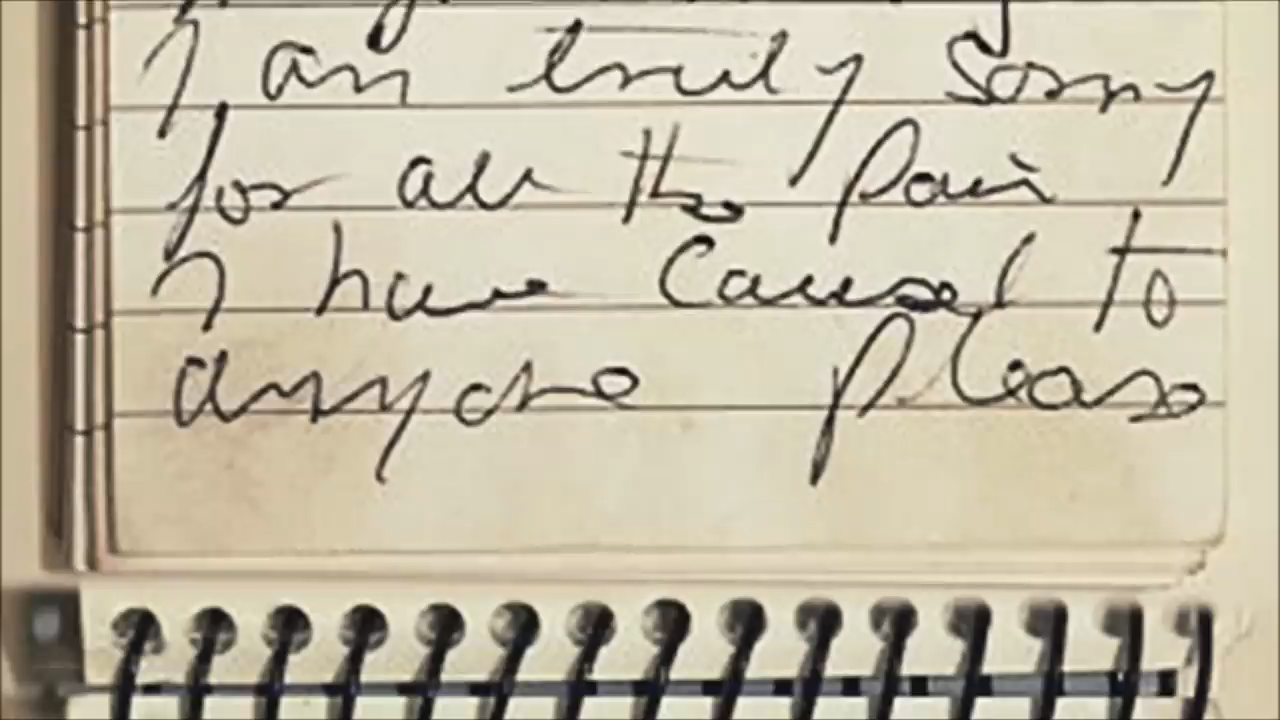 I am truly sorry
for all the pain
I have caused to
anyone please